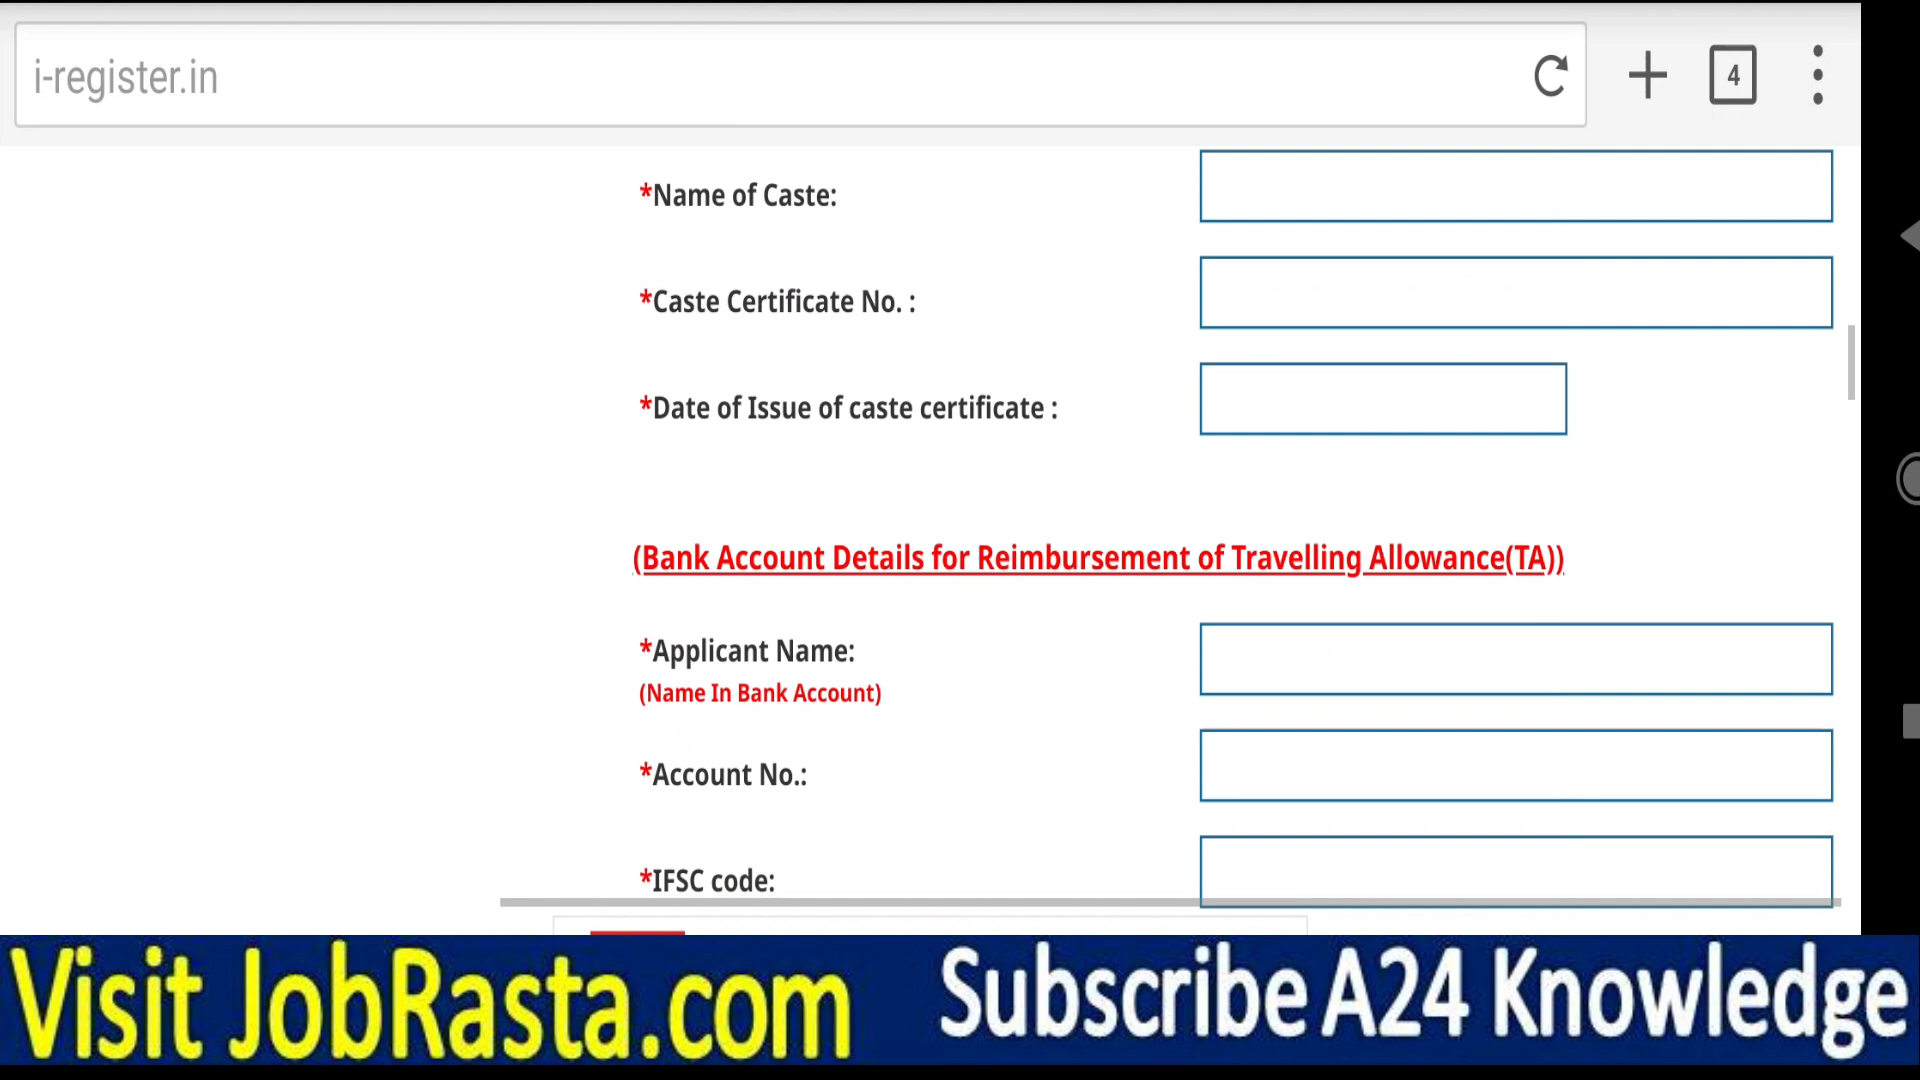 i-register.in
4
*Name of Caste:
*Caste Certificate No. :
*Date of Issue of caste certificate :
(Bank Account Details for Reimbursement of Travelling Allowance(TA))
*Applicant Name:
(Name In Bank Account)
*Account No.:
*IFSC code:
Visit JobRasta.com Subscribe A24 Knowledge